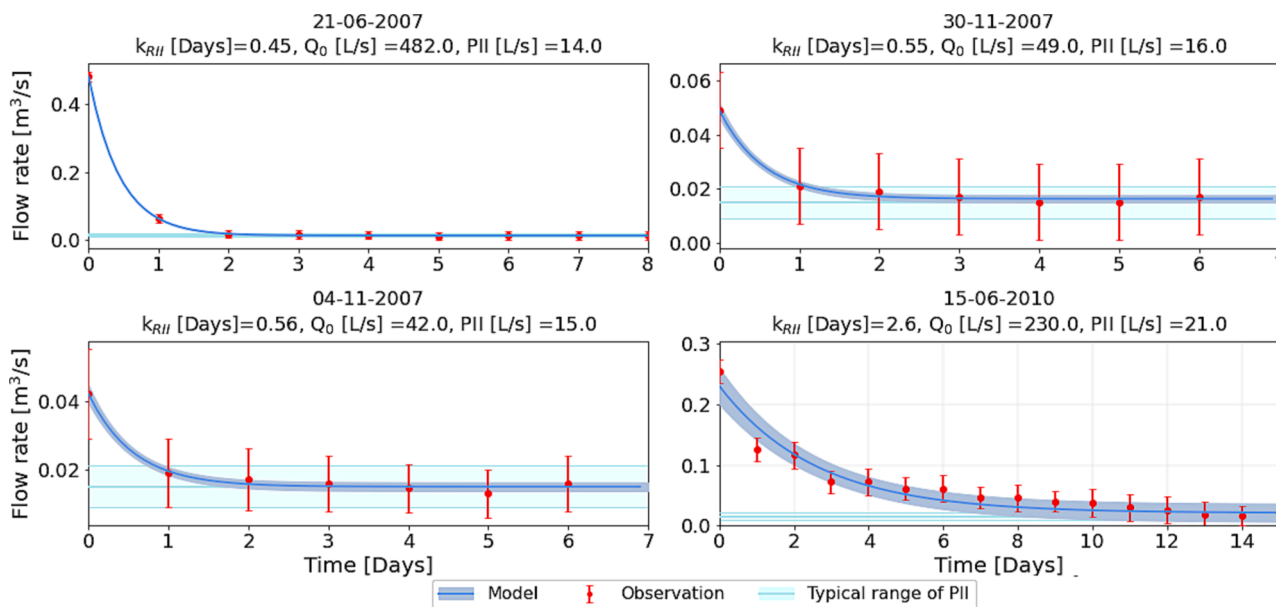 21-06-2007
k_RII [Days]=0.45, Q_0 [L/s] =482.0, PII [L/s] =14.0
Flow rate [m³/s]
0.4
0.2
0.0
0 1 2 3 4 5 6 7 8
30-11-2007
k_RII [Days]=0.55, Q_0 [L/s] =49.0, PII [L/s] =16.0
0.06
0.04
0.02
0.00
0 1 2 3 4 5 6
04-11-2007
k_RII [Days]=0.56, Q_0 [L/s] =42.0, PII [L/s] =15.0
Flow rate [m³/s]
0.04
0.02
0 1 2 3 4 5 6 7
Time [Days]
15-06-2010
k_RII [Days]=2.6, Q_0 [L/s] =230.0, PII [L/s] =21.0
0.3
0.2
0.1
0.0
0 2 4 6 8 10 12 14
Time [Days]
Model Observation Typical range of PII